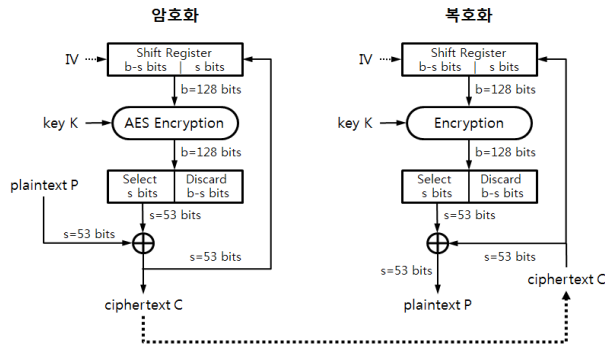 암호화
IV
Shift Register
b-s bits | s bits
b=128 bits
key K
AES Encryption
b=128 bits
Select
s bits
Discard
b-s bits
plaintext P
s=53 bits
s=53 bits
s=53 bits
ciphertext C
복호화
IV
Shift Register
b-s bits | s bits
b=128 bits
key K
Encryption
b=128 bits
Select
s bits
Discard
b-s bits
s=53 bits
s=53 bits
s=53 bits
ciphertext C
plaintext P